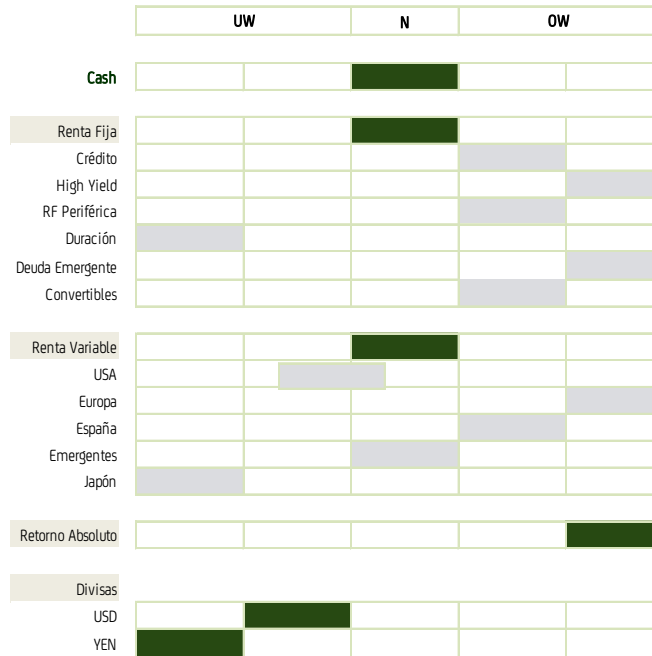 UW N OW
Cash
Renta Fija
Crédito
High Yield
RF Periférica
Duración
Deuda Emergente
Convertibles
Renta Variable
USA
Europa
España
Emergentes
Japón
Retorno Absoluto
Divisas
USD
YEN